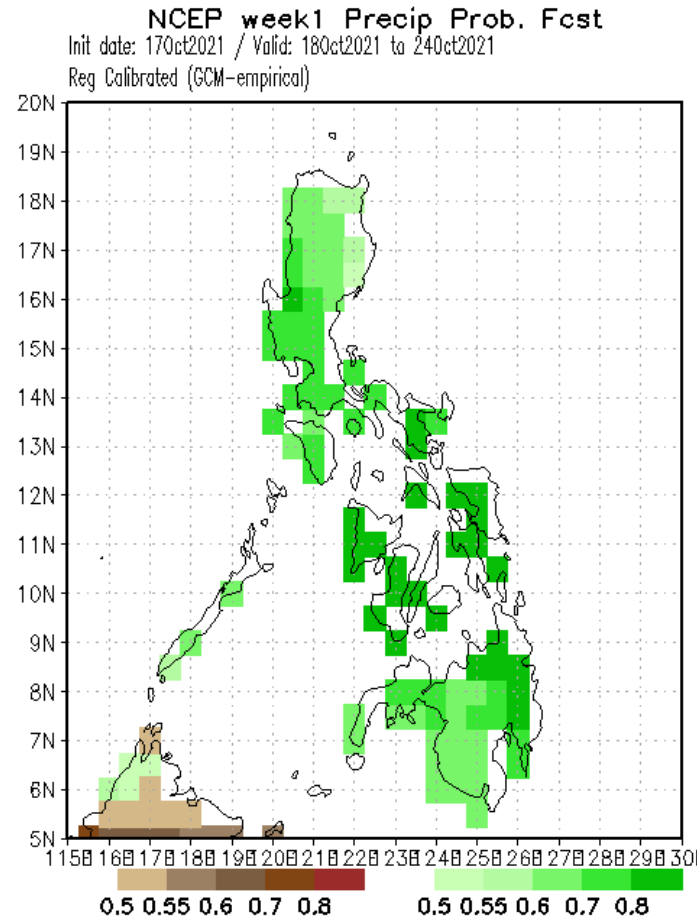 NCEP week1 Precip Prob. Fcst
Init date: 17Oct2021 / Valid: 18Oct2021 to 24Oct2021
Reg Calibrated (GCM-empirical)
20N
19N
18N
17N
16N
15N
14N
13N
12N
11N
10N
9N
8N
7N
6N
5N
115E 116E 117E 118E 119E 120E 121E 122E 123E 124E 125E 126E 127E 128E 129E 130E
0.5 0.55 0.6 0.7 0.8 0.5 0.55 0.6 0.7 0.8